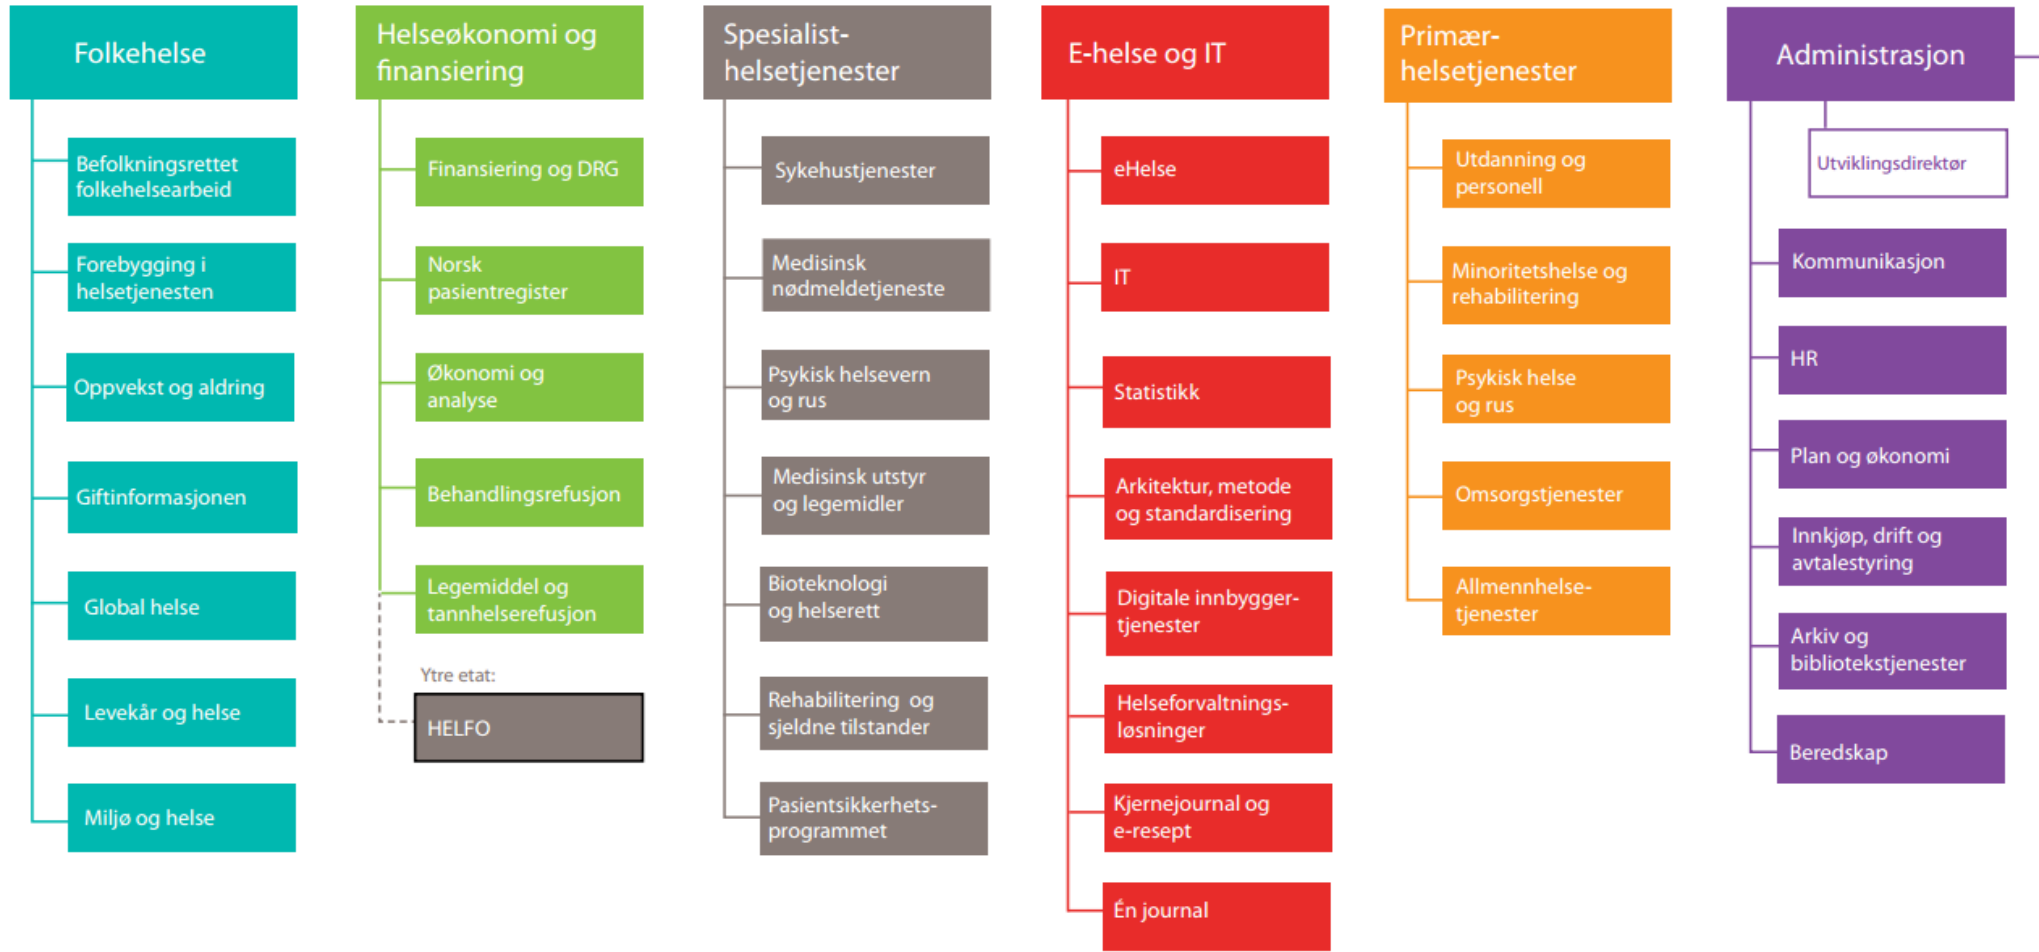 Folkehelse
Befolkningsrettet
folkehelsearbeid
Forebygging i
helsetjenesten
Oppvekst og aldring
Giftinformasjonen
Global helse
Levekår og helse
Miljø og helse
Helseøkonomi og
finansiering
Finansiering og DRG
Norsk
pasientregister
Økonomi og
analyse
Behandlingsrefusjon
Legemiddel og
tannhelserefusjon
Ytre etat:
HELFO
Spesialist-
helsetjenester
Sykehustjenester
Medisinsk
nødmeldetjeneste
Psykisk helsevern
og rus
Medisinsk utstyr
og legemidler
Bioteknologi
og helserett
Rehabilitering og
sjeldne tilstander
Pasientsikkerhets-
programmet
E-helse og IT
eHelse
IT
Statistikk
Arkitektur, metode
og standardisering
Digitale innbygger-
tjenester
Helseforvaltnings-
løsninger
Kjernejournal og
e-resept
Én journal
Primær-
helsetjenester
Utdanning og
personell
Minoritetshelse og
rehabilitering
Psykisk helse
og rus
Omsorgstjenester
Allmennhelse-
tjenester
Administrasjon
Utviklingsdirektør
Kommunikasjon
HR
Plan og økonomi
Innkjøp, drift og
avtalestyring
Arkiv og
bibliotekstjenester
Beredskap